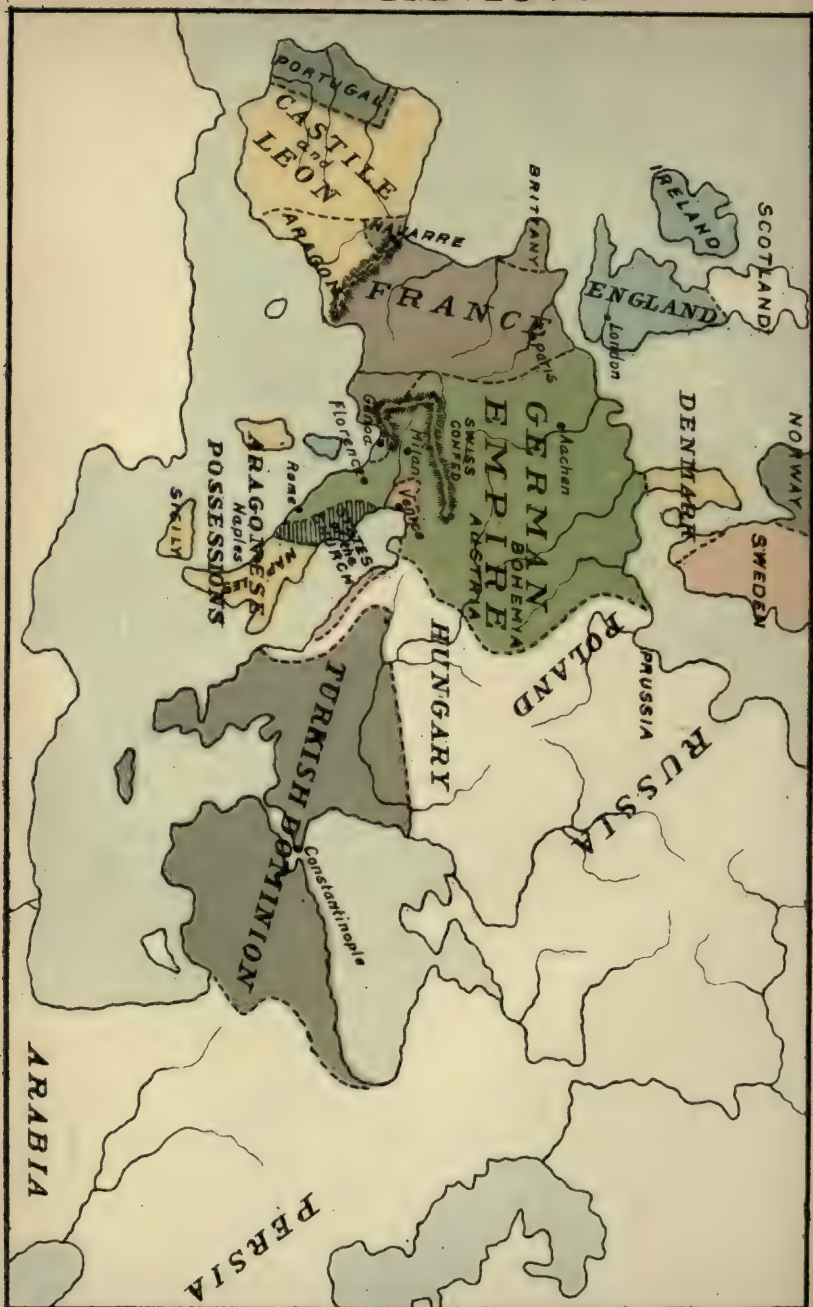 NORWAY
SWEDEN
SCOTLAND
IRELAND
ENGLAND
London
DENMARK
PRUSSIA
RUSSIA
POLAND
BRITTANY
FRANCE
Paris
GERMAN
EMPIRE
Aachen
BOHEMYA
AUSTRIA
SWISS
CONFED
HUNGARY
PORTUGAL
CASTILE
and
LEON
NAVARRE
ARAGON
Genoa
Milan
Venice
Florence
Rome
STATES
of the
CHURCH
NAP
Naples
ARAGONESE
POSSESSIONS
SICILY
TURKISH DOMINION
Constantinople
ARABIA
PERSIA